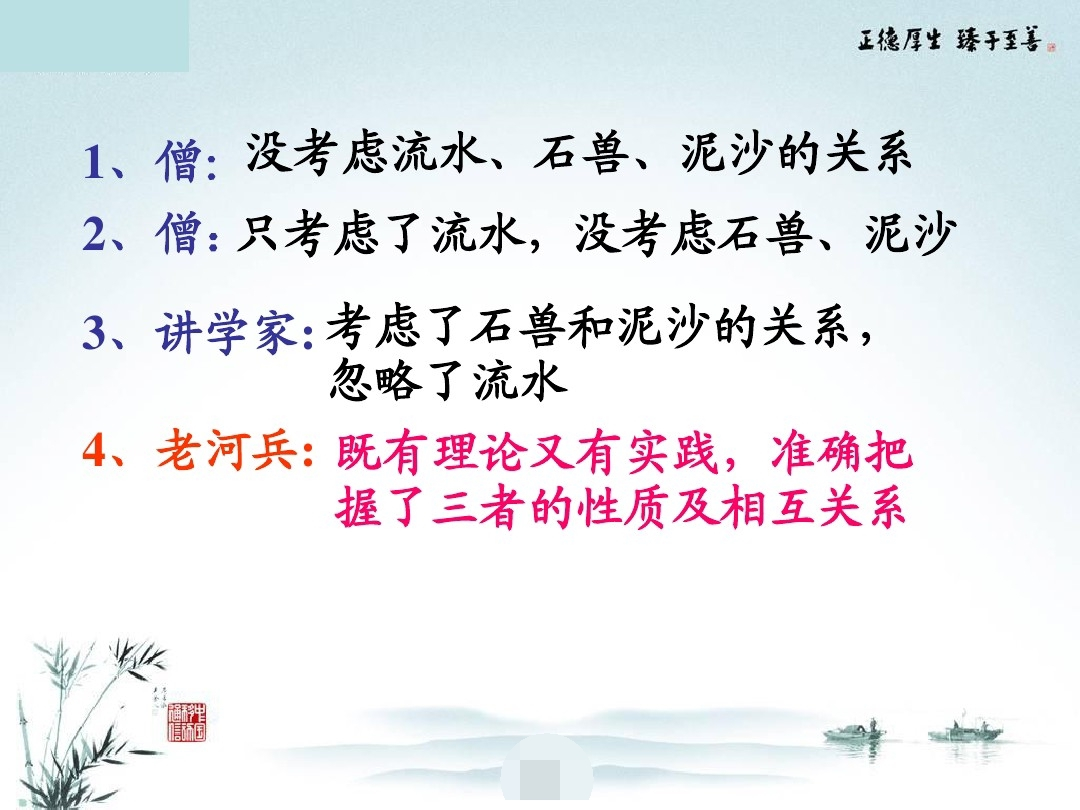 正德厚生 臻于至善
1、僧：没考虑流水、石兽、泥沙的关系
2、僧：只考虑了流水，没考虑石兽、泥沙
3、讲学家：考虑了石兽和泥沙的关系，
忽略了流水
4、老河兵：既有理论又有实践，准确把
握了三者的性质及相互关系